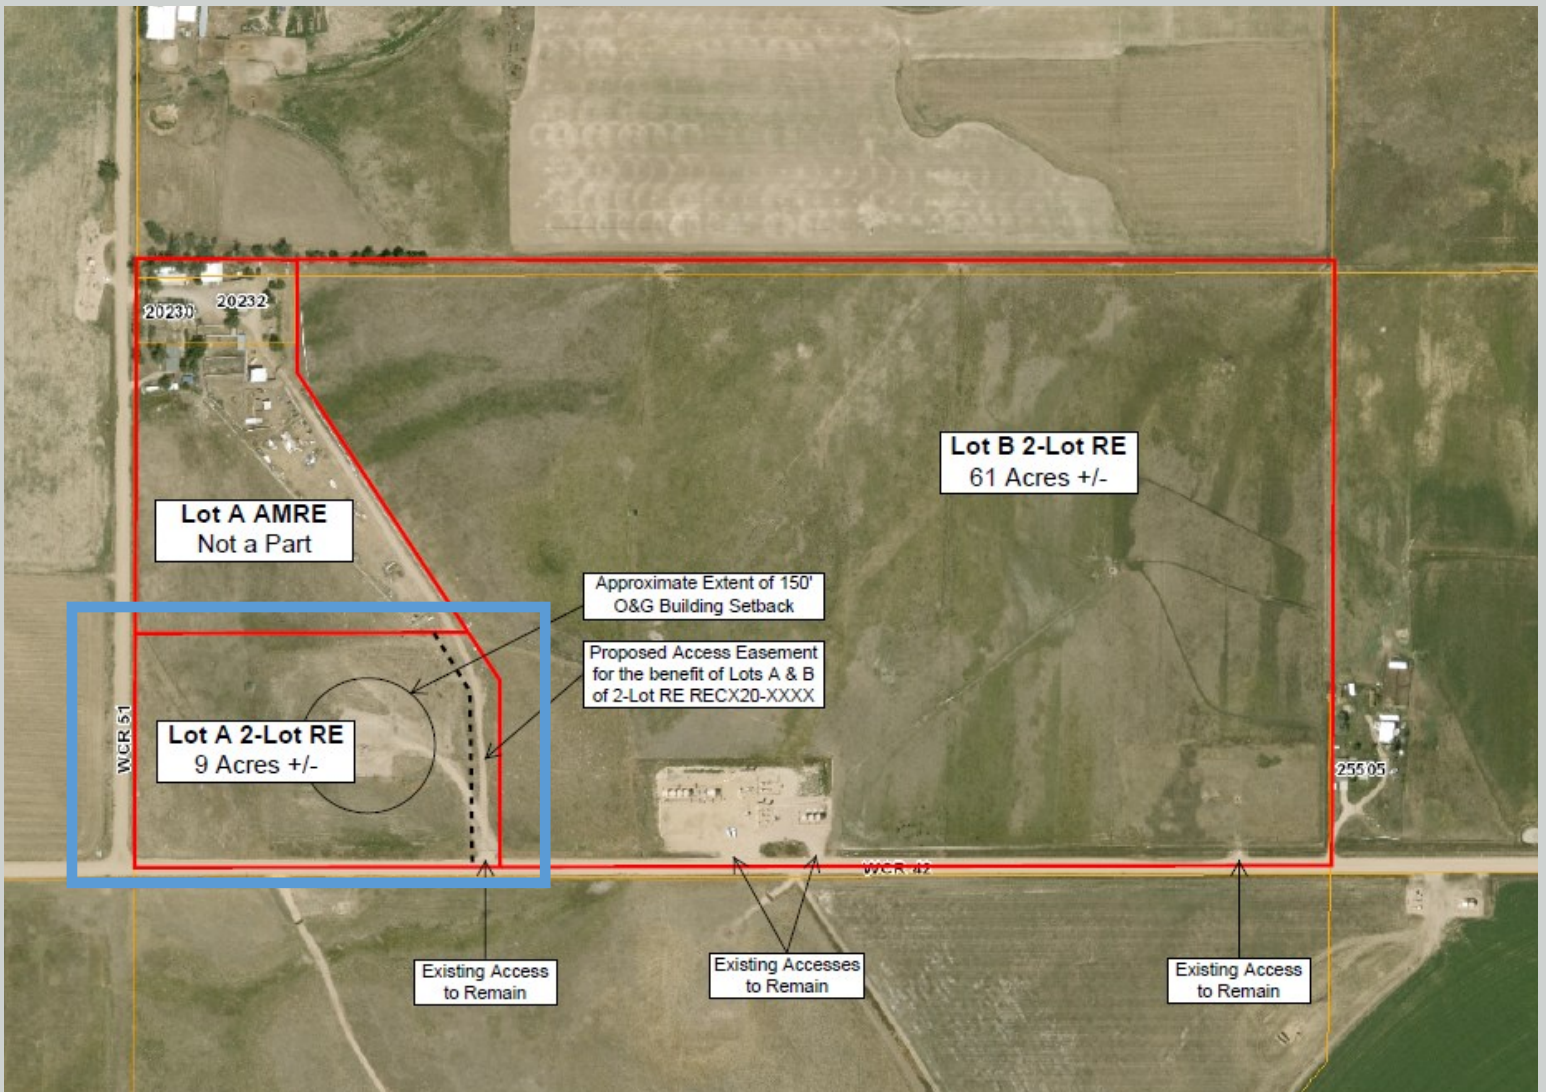 20230
20232
Lot B 2-Lot RE
61 Acres +/-
Lot A AMRE
Not a Part
Approximate Extent of 150'
O&G Building Setback
Proposed Access Easement
for the benefit of Lots A & B
of 2-Lot RE RECX20-XXXX
WCR 51
Lot A 2-Lot RE
9 Acres +/-
25505
WCR 42
Existing Access
to Remain
Existing Accesses
to Remain
Existing Access
to Remain